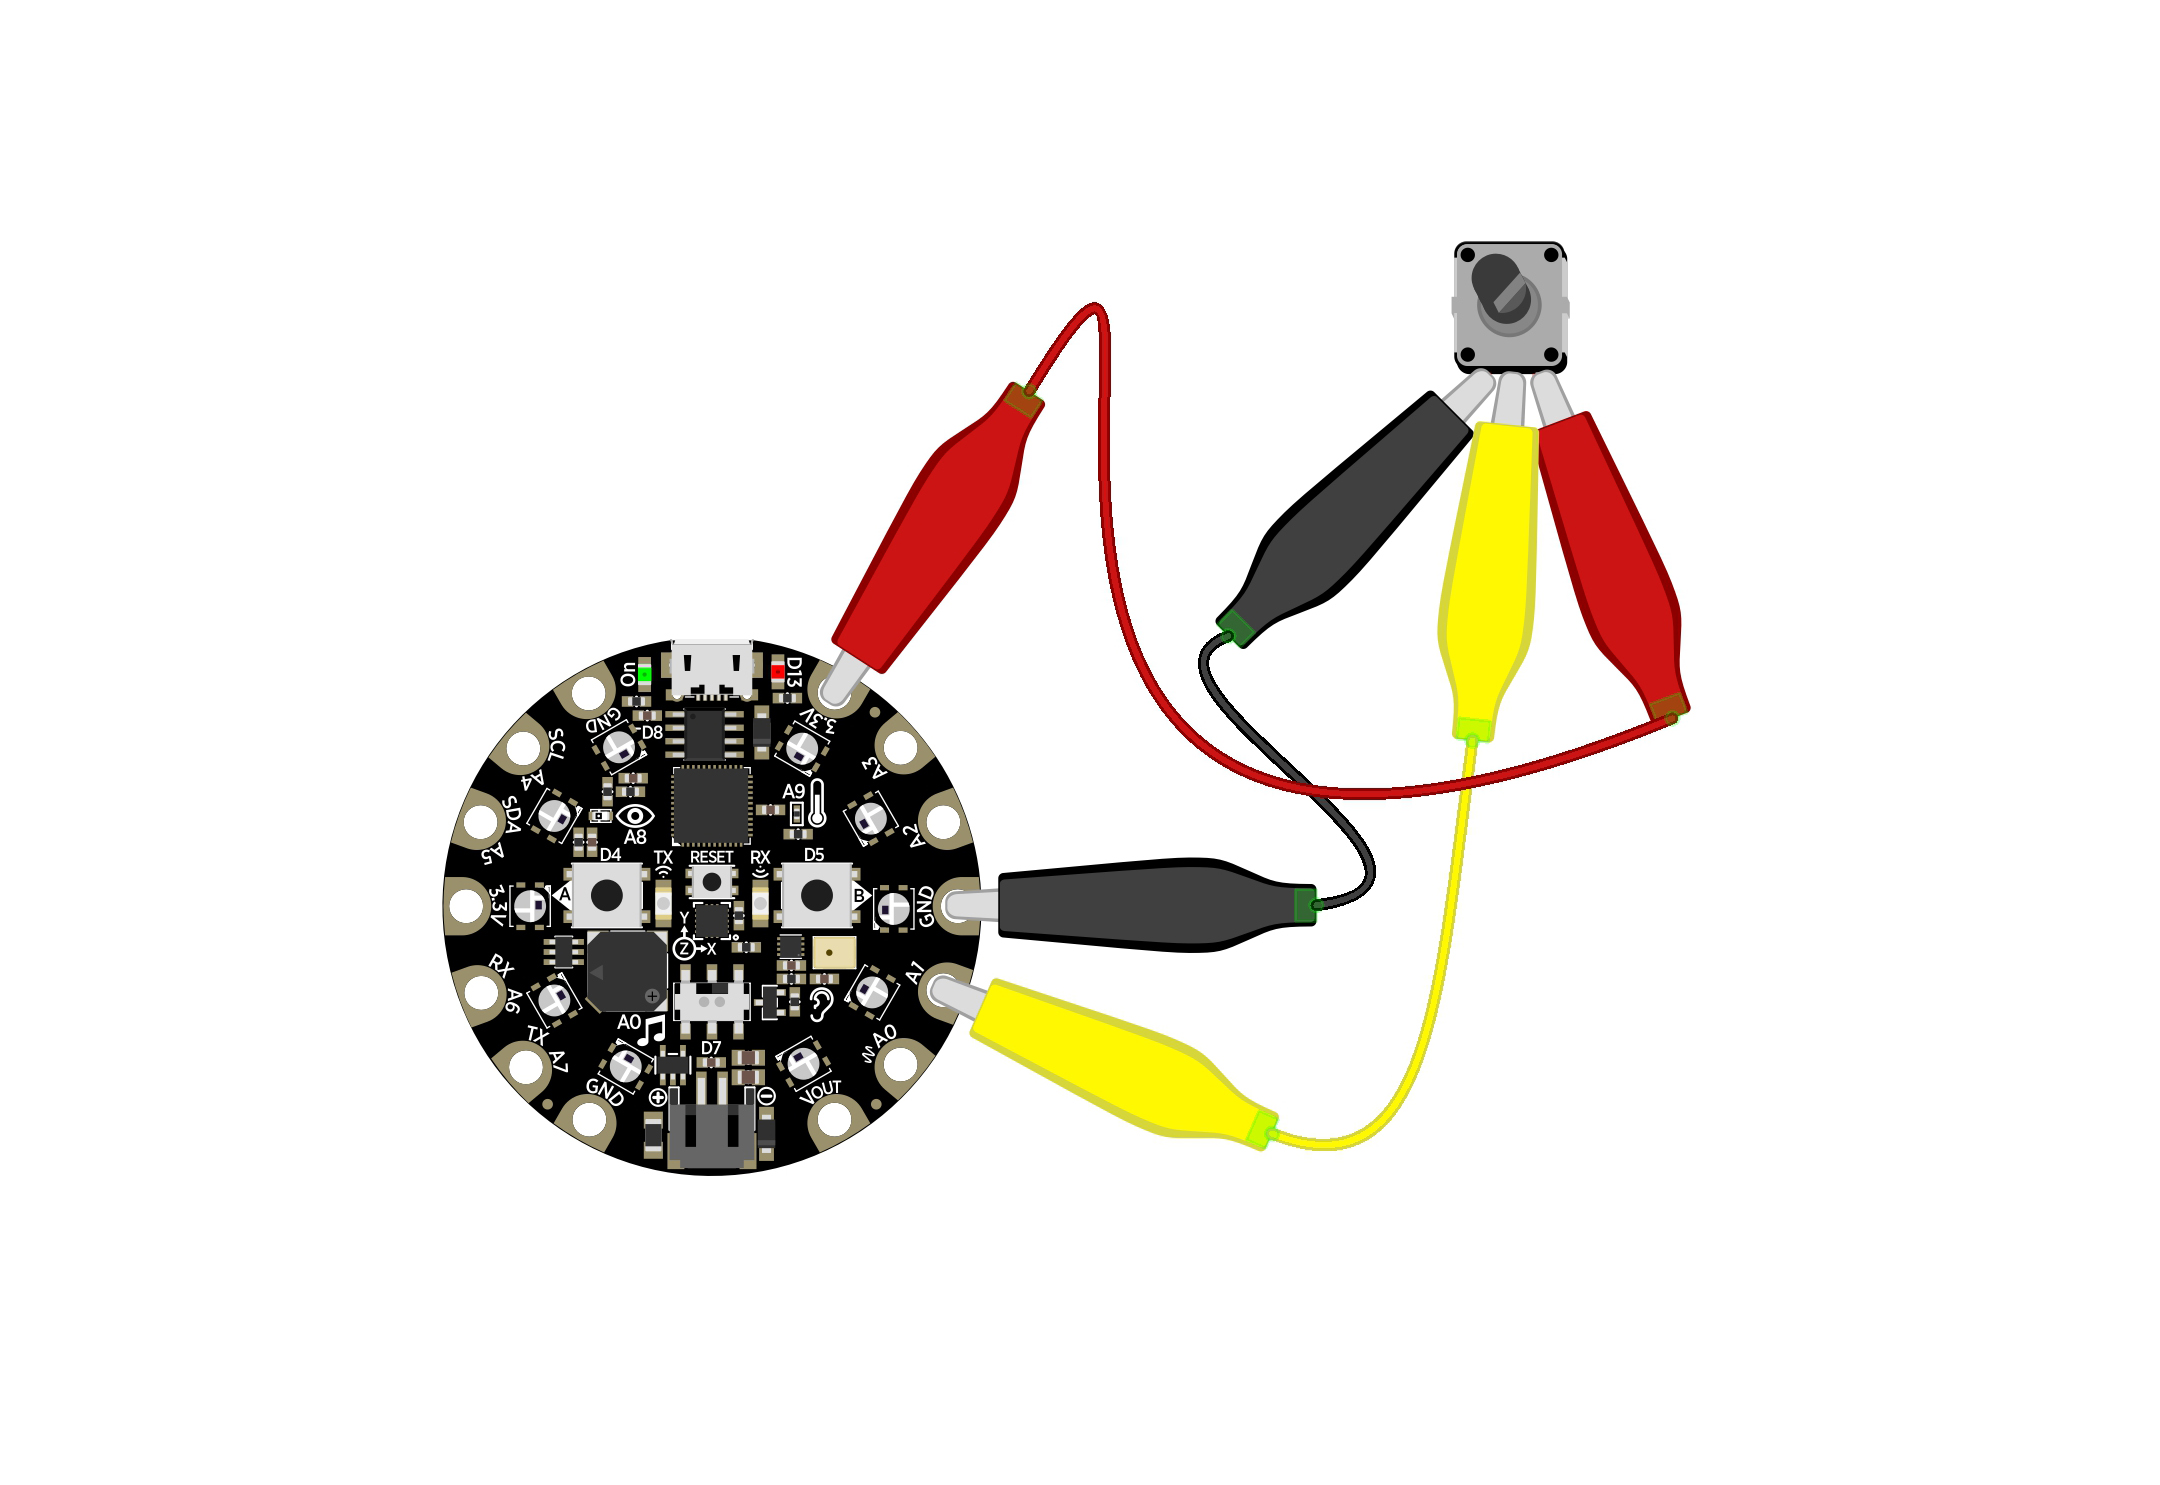 On
D13
GND
D8
3.3V
SCL
A4
A3
SDA
A5
A9
A8
A2
D4
TX
RESET
RX
D5
A
B
3.3V
GND
Y
Z
X
RX
A6
A1
TX
A7
A0
A0
D7
GND
VOUT